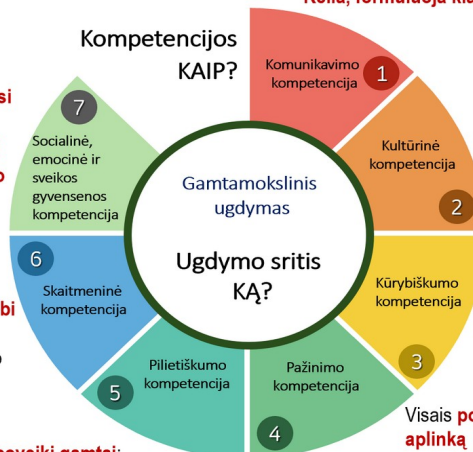 Kompetencijos
KAIP?
Komunikavimo
kompetencija
1
Kultūrinė
kompetencija
2
Kūrybiškumo
kompetencija
3
Pažinimo
kompetencija
4
Pilietiškumo
kompetencija
5
Skaitmeninė
kompetencija
6
7
Socialinė,
emocinė ir
sveikos
gyvensenos
kompetencija
Gamtamokslinis
ugdymas
Ugdymo sritis
KĄ?
Visais
aplinką
gamtai: